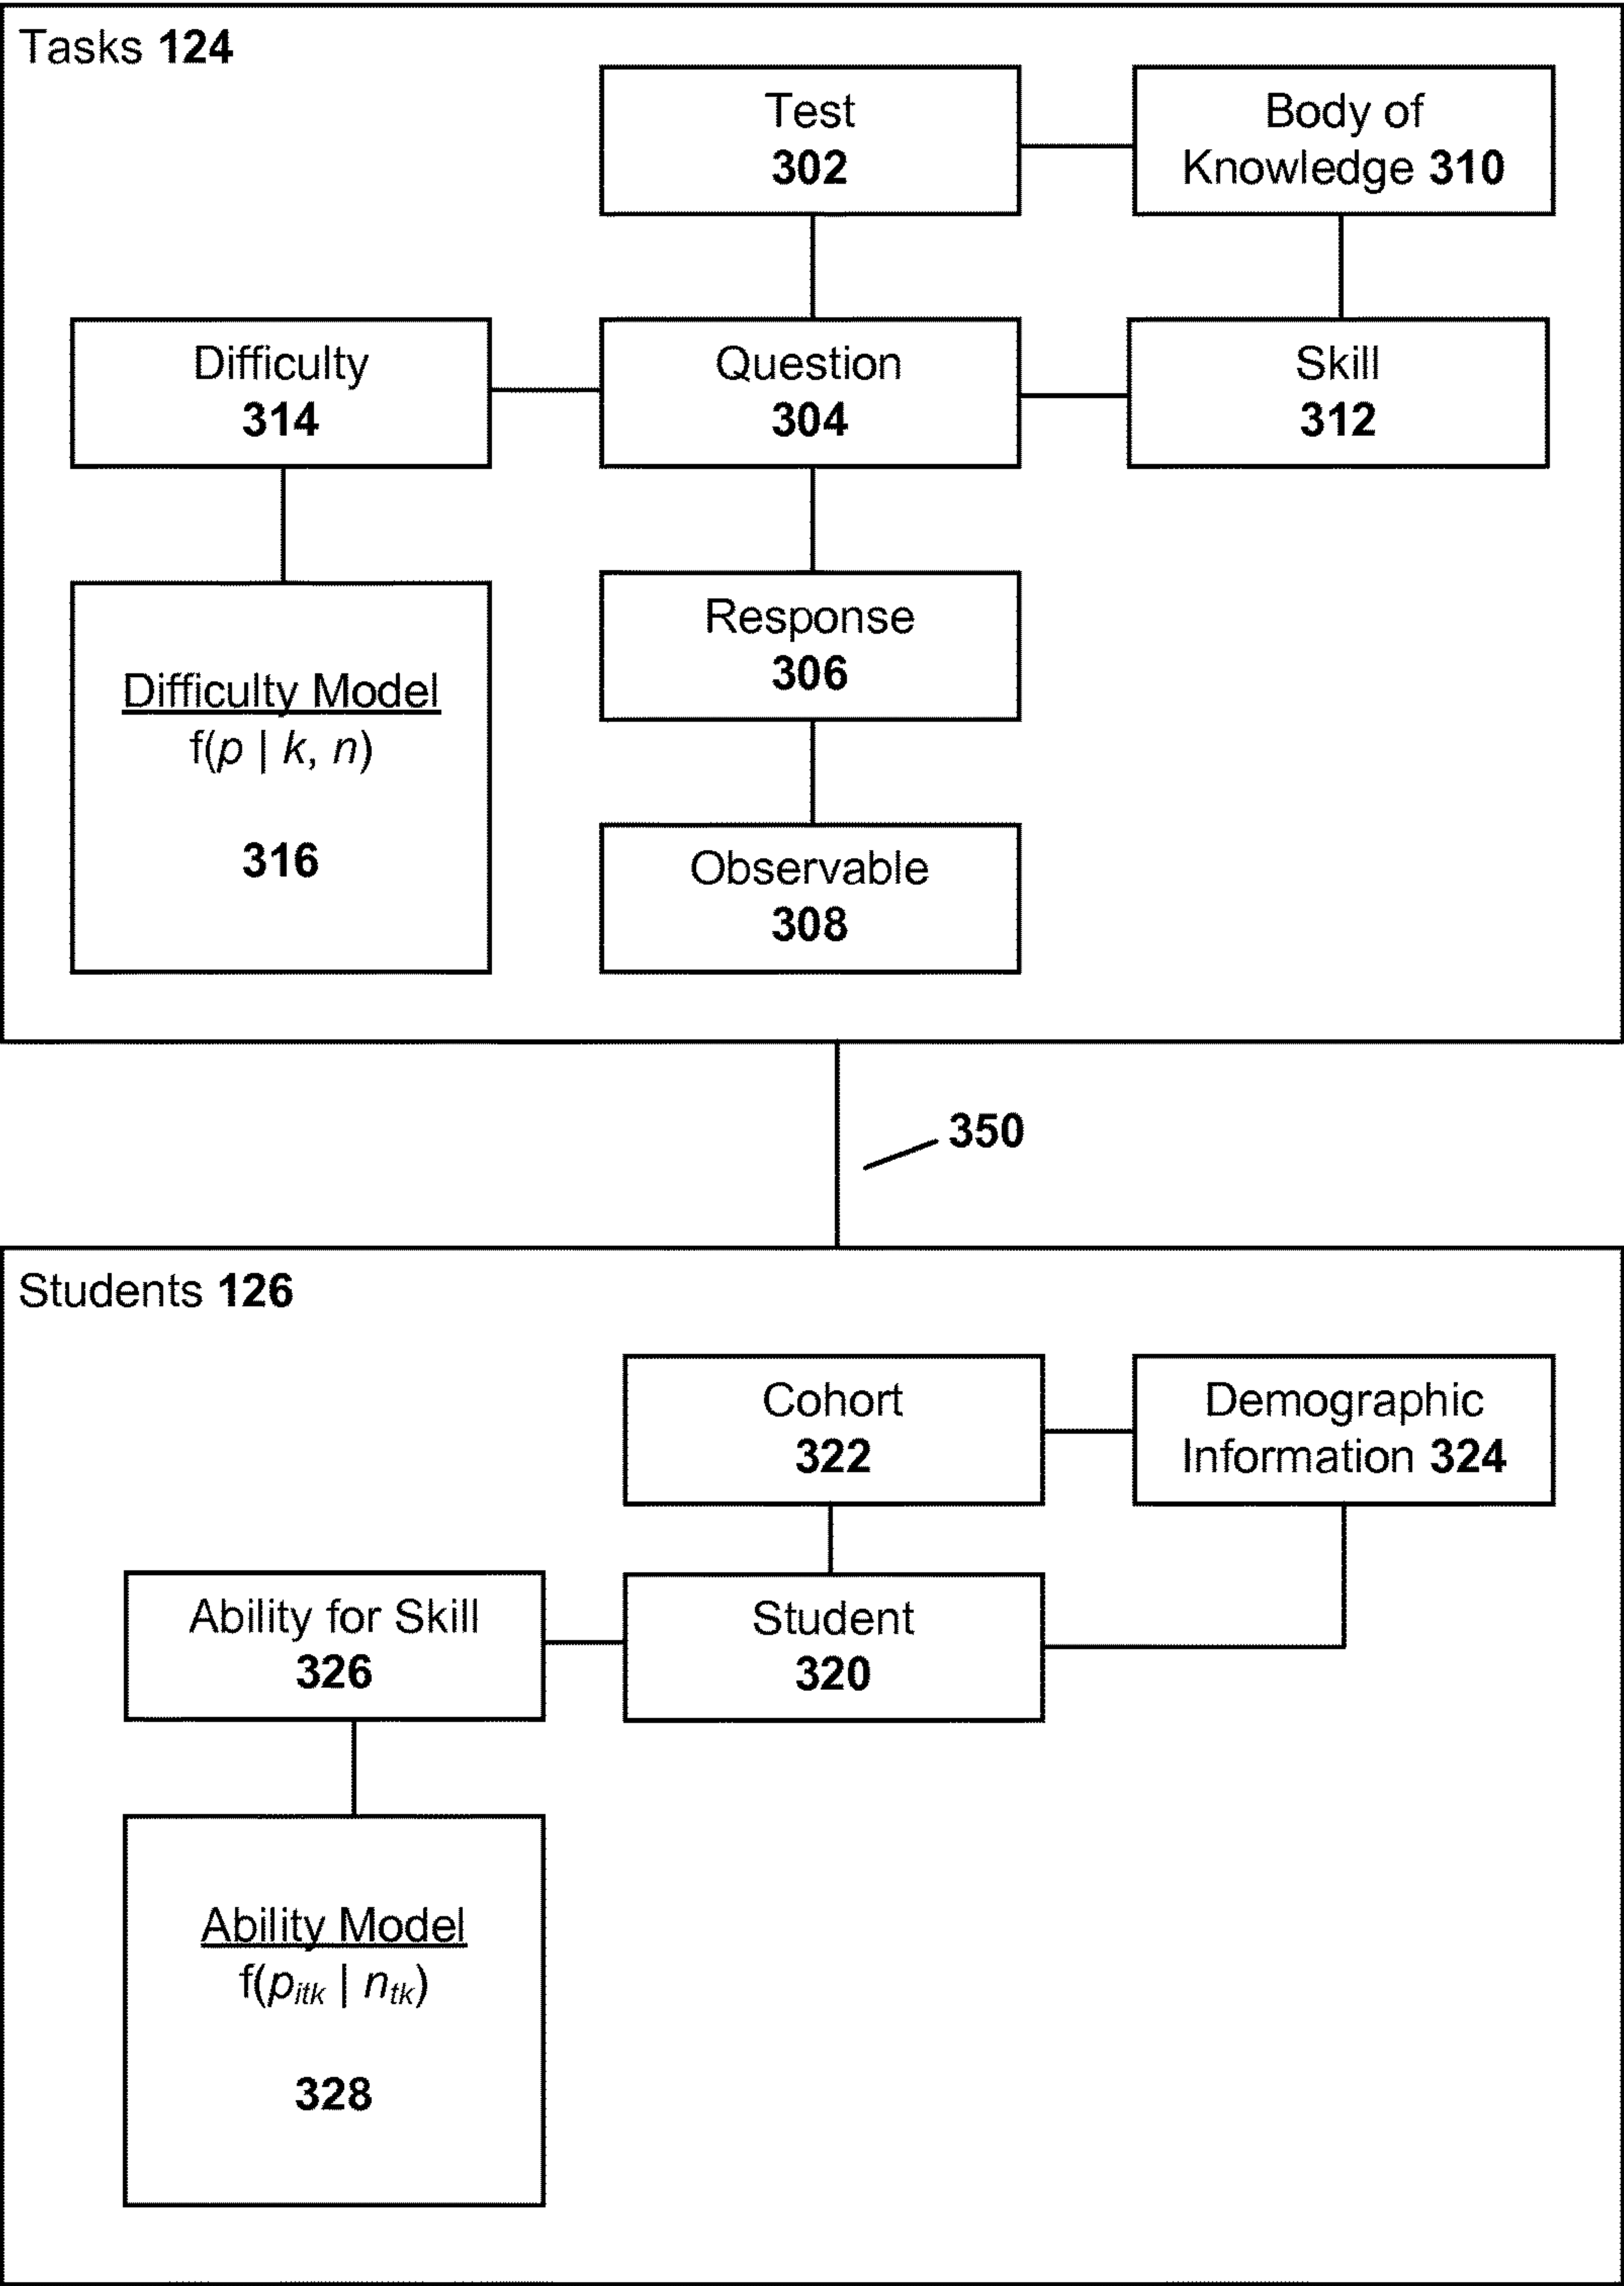 Tasks 124
Test
302
Body of
Knowledge 310
Difficulty
314
Question
304
Skill
312
Difficulty Model
f(p | k, n)
316
Response
306
Observable
308
350
Students 126
Cohort
322
Demographic
Information 324
Ability for Skill
326
Student
320
Ability Model
f(p_itk | n_tk)
328